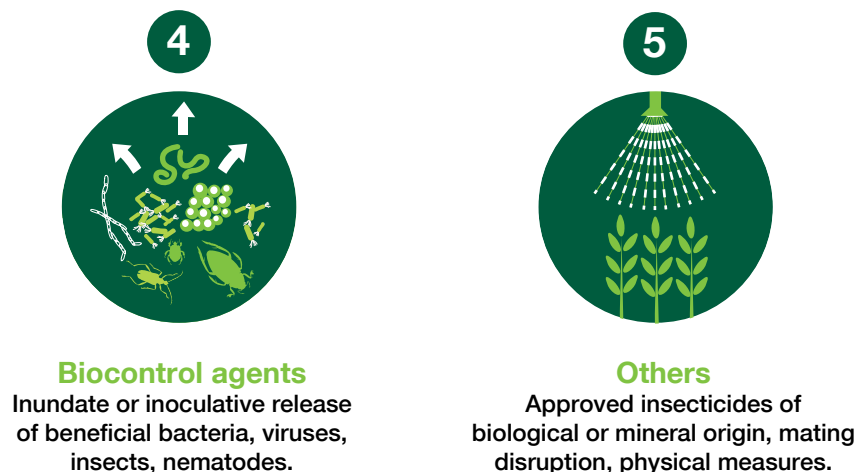 4
Biocontrol agents
Inundate or inoculative release
of beneficial bacteria, viruses,
insects, nematodes.
5
Others
Approved insecticides of
biological or mineral origin, mating
disruption, physical measures.